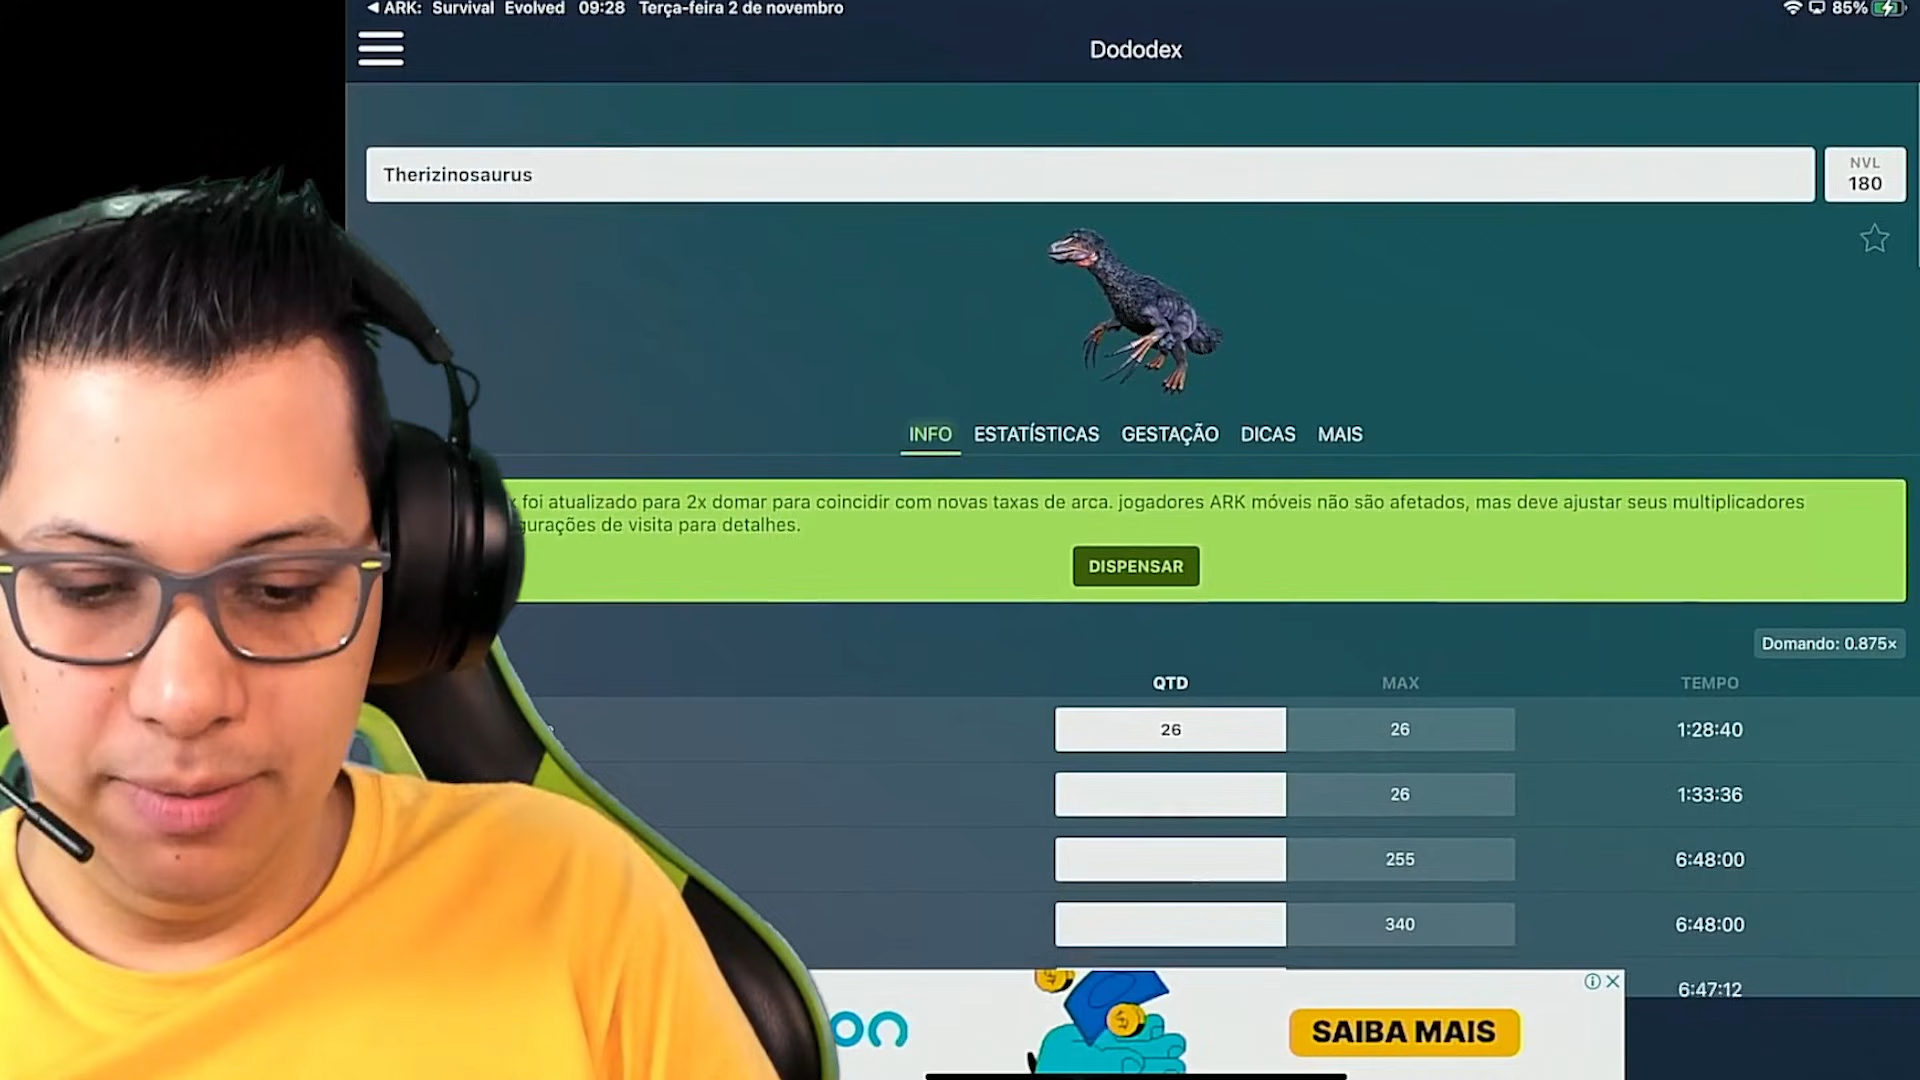 ◀ ARK: Survival Evolved 09:28 Terça-feira 2 de novembro 85%
Dododex
Therizinosaurus
NVL
180
INFO ESTATÍSTICAS GESTAÇÃO DICAS MAIS
foi atualizado para 2x domar para coincidir com novas taxas de arca. jogadores ARK móveis não são afetados, mas deve ajustar seus multiplicadores
gurações de visita para detalhes.
DISPENSAR
Domando: 0.875×
QTD MAX TEMPO
26 26 1:28:40
26 1:33:36
255 6:48:00
340 6:48:00
6:47:12
on
SAIBA MAIS